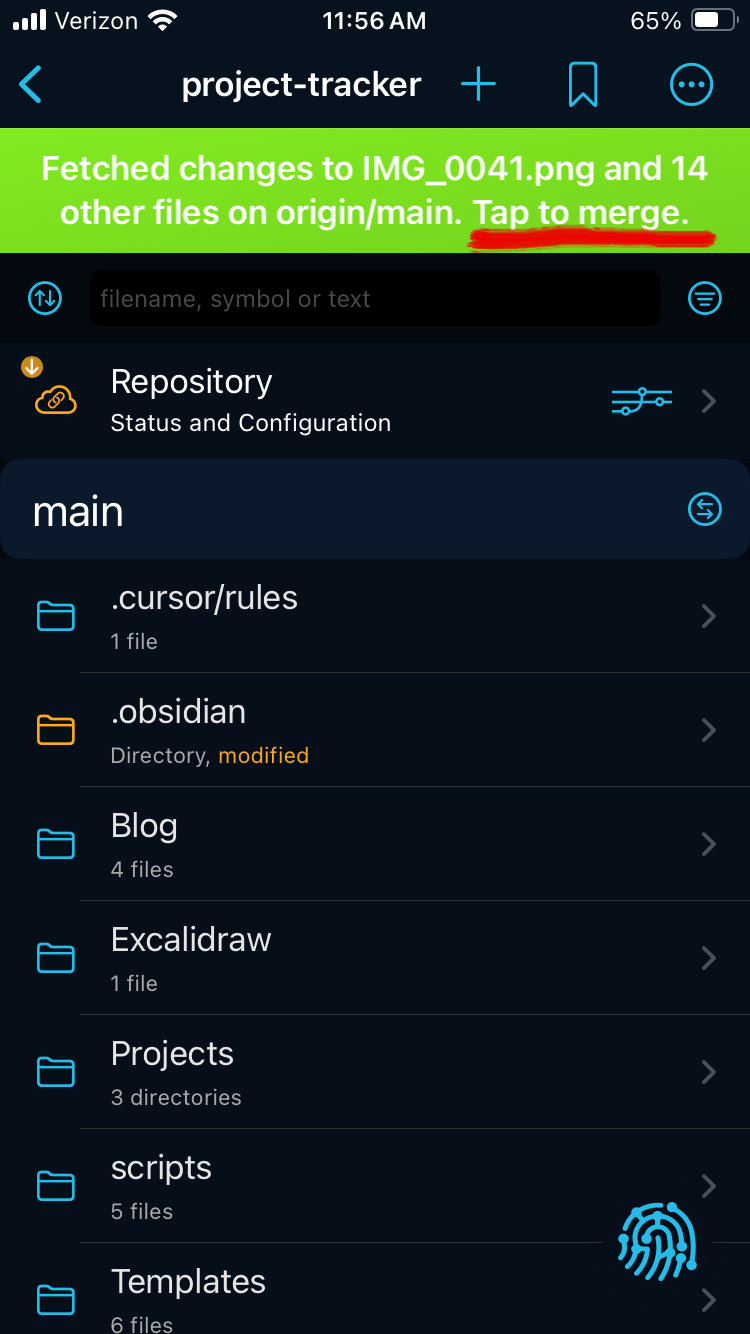 Verizon 11:56 AM 65%
project-tracker
Fetched changes to IMG_0041.png and 14
other files on origin/main. Tap to merge.
filename, symbol or text
Repository
Status and Configuration
main
.cursor/rules
1 file
.obsidian
Directory, modified
Blog
4 files
Excalidraw
1 file
Projects
3 directories
scripts
5 files
Templates
6 files